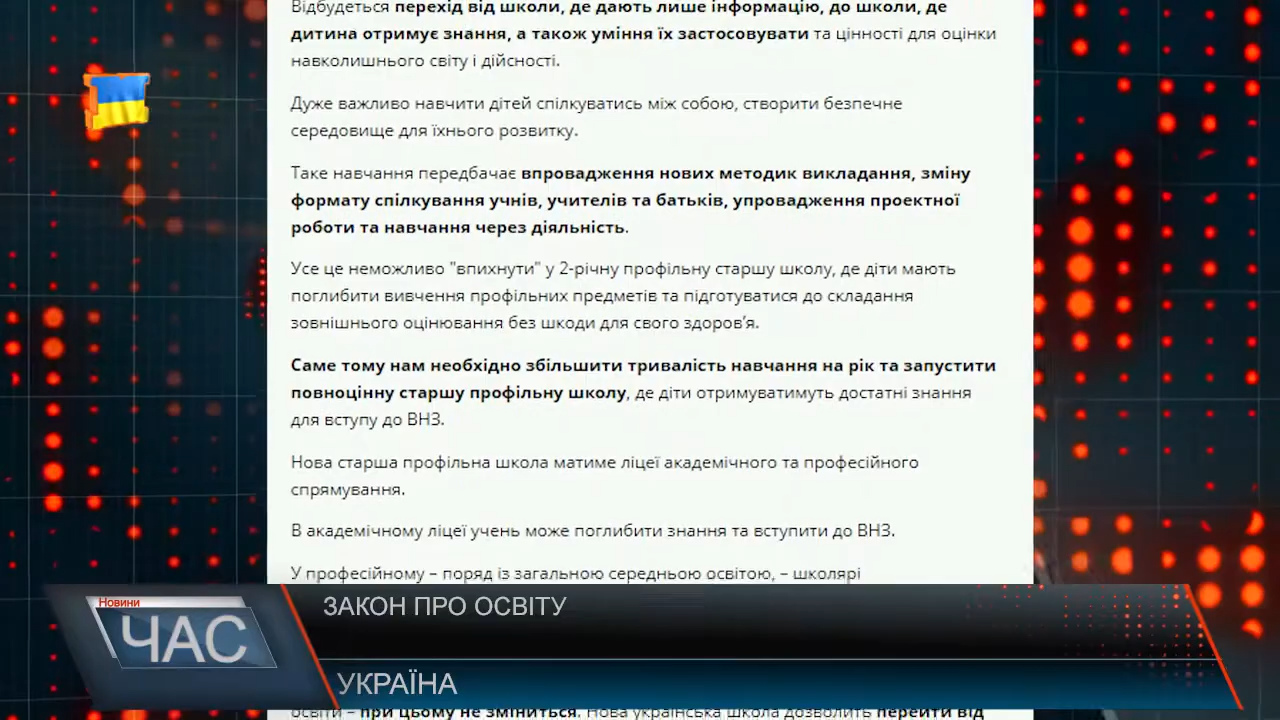 Відбудеться перехід від школи, де дають лише інформацію, до школи, де
дитина отримує знання, а також уміння їх застосовувати та цінності для оцінки
навколишнього світу і дійсності.
Дуже важливо навчити дітей спілкуватись між собою, створити безпечне
середовище для їхнього розвитку.
Таке навчання передбачає впровадження нових методик викладання, зміну
формату спілкування учнів, учителів та батьків, упровадження проектної
роботи та навчання через діяльність.
Усе це неможливо "впихнути" у 2-річну профільну старшу школу, де діти мають
поглибити вивчення профільних предметів та підготуватися до складання
зовнішнього оцінювання без шкоди для свого здоров’я.
Саме тому нам необхідно збільшити тривалість навчання на рік та запустити
повноцінну старшу профільну школу, де діти отримуватимуть достатні знання
для вступу до ВНЗ.
Нова старша профільна школа матиме ліцеї академічного та професійного
спрямування.
В академічному ліцеї учень може поглибити знання та вступити до ВНЗ.
У професійному – поряд із загальною середньою освітою, – школярі
Новини
ЧАС
ЗАКОН ПРО ОСВІТУ
УКРАЇНА
освіти – при цьому не зміниться. Нова українська школа дозволить перейти від